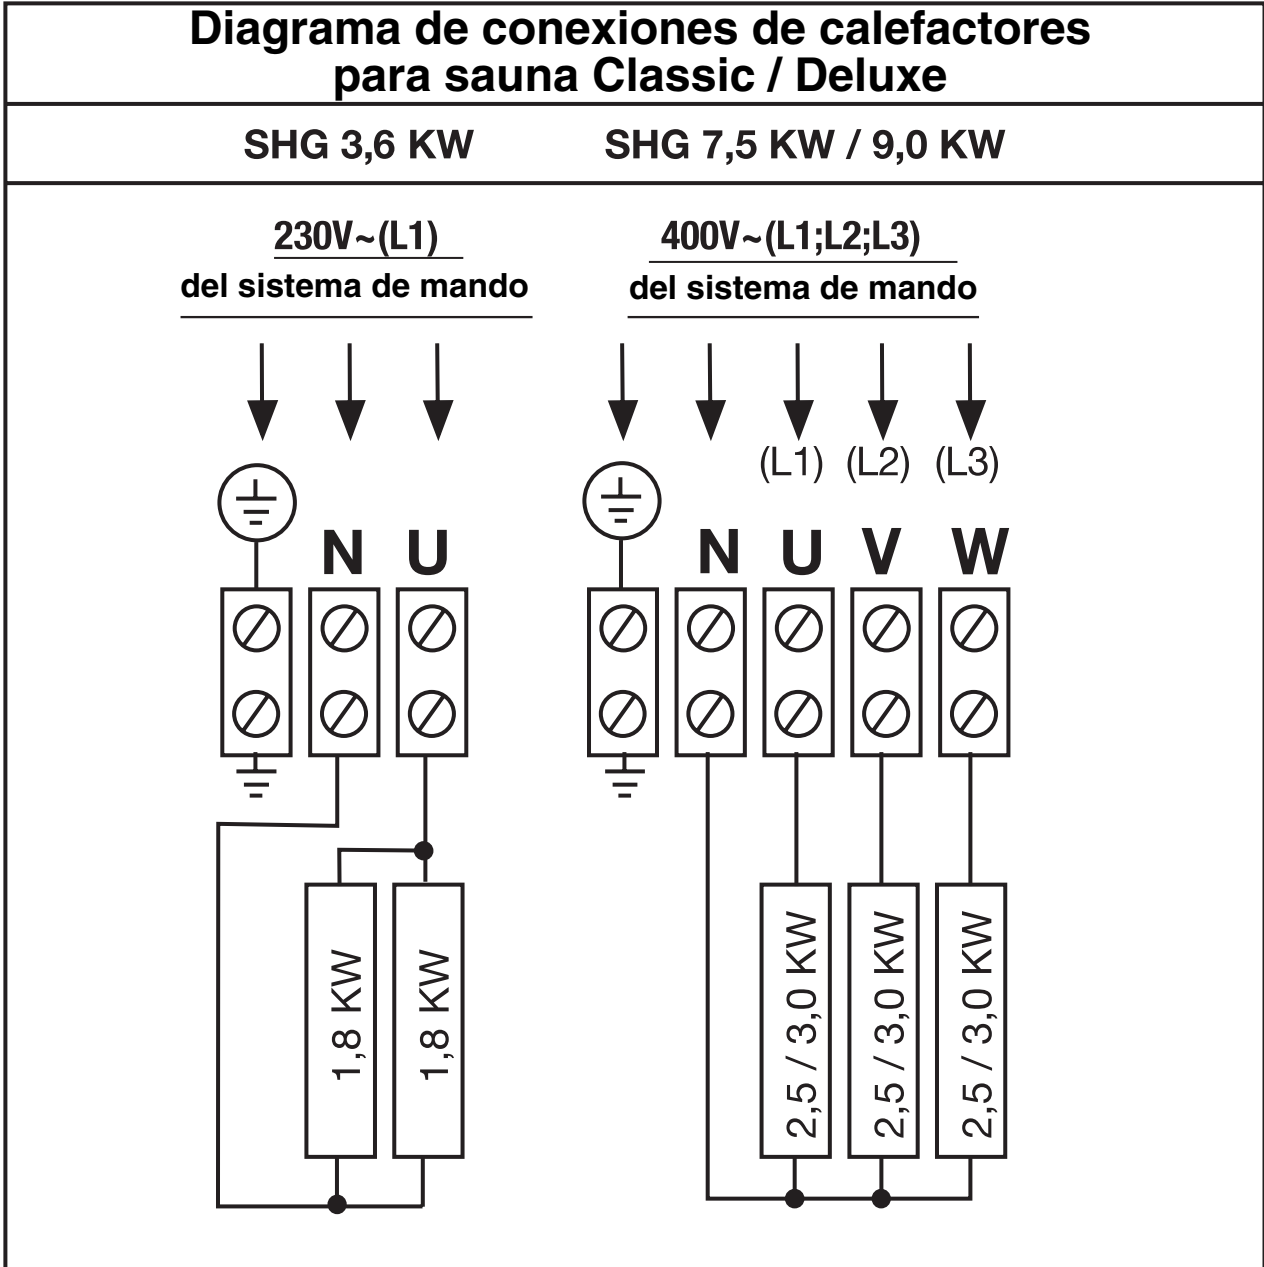 Diagrama de conexiones de calefactores
para sauna Classic / Deluxe
SHG 3,6 KW
SHG 7,5 KW / 9,0 KW
230V~(L1)
del sistema de mando
400V~(L1;L2;L3)
del sistema de mando
(L1) (L2) (L3)
N U
N U V W
1,8 KW
1,8 KW
2,5 / 3,0 KW
2,5 / 3,0 KW
2,5 / 3,0 KW